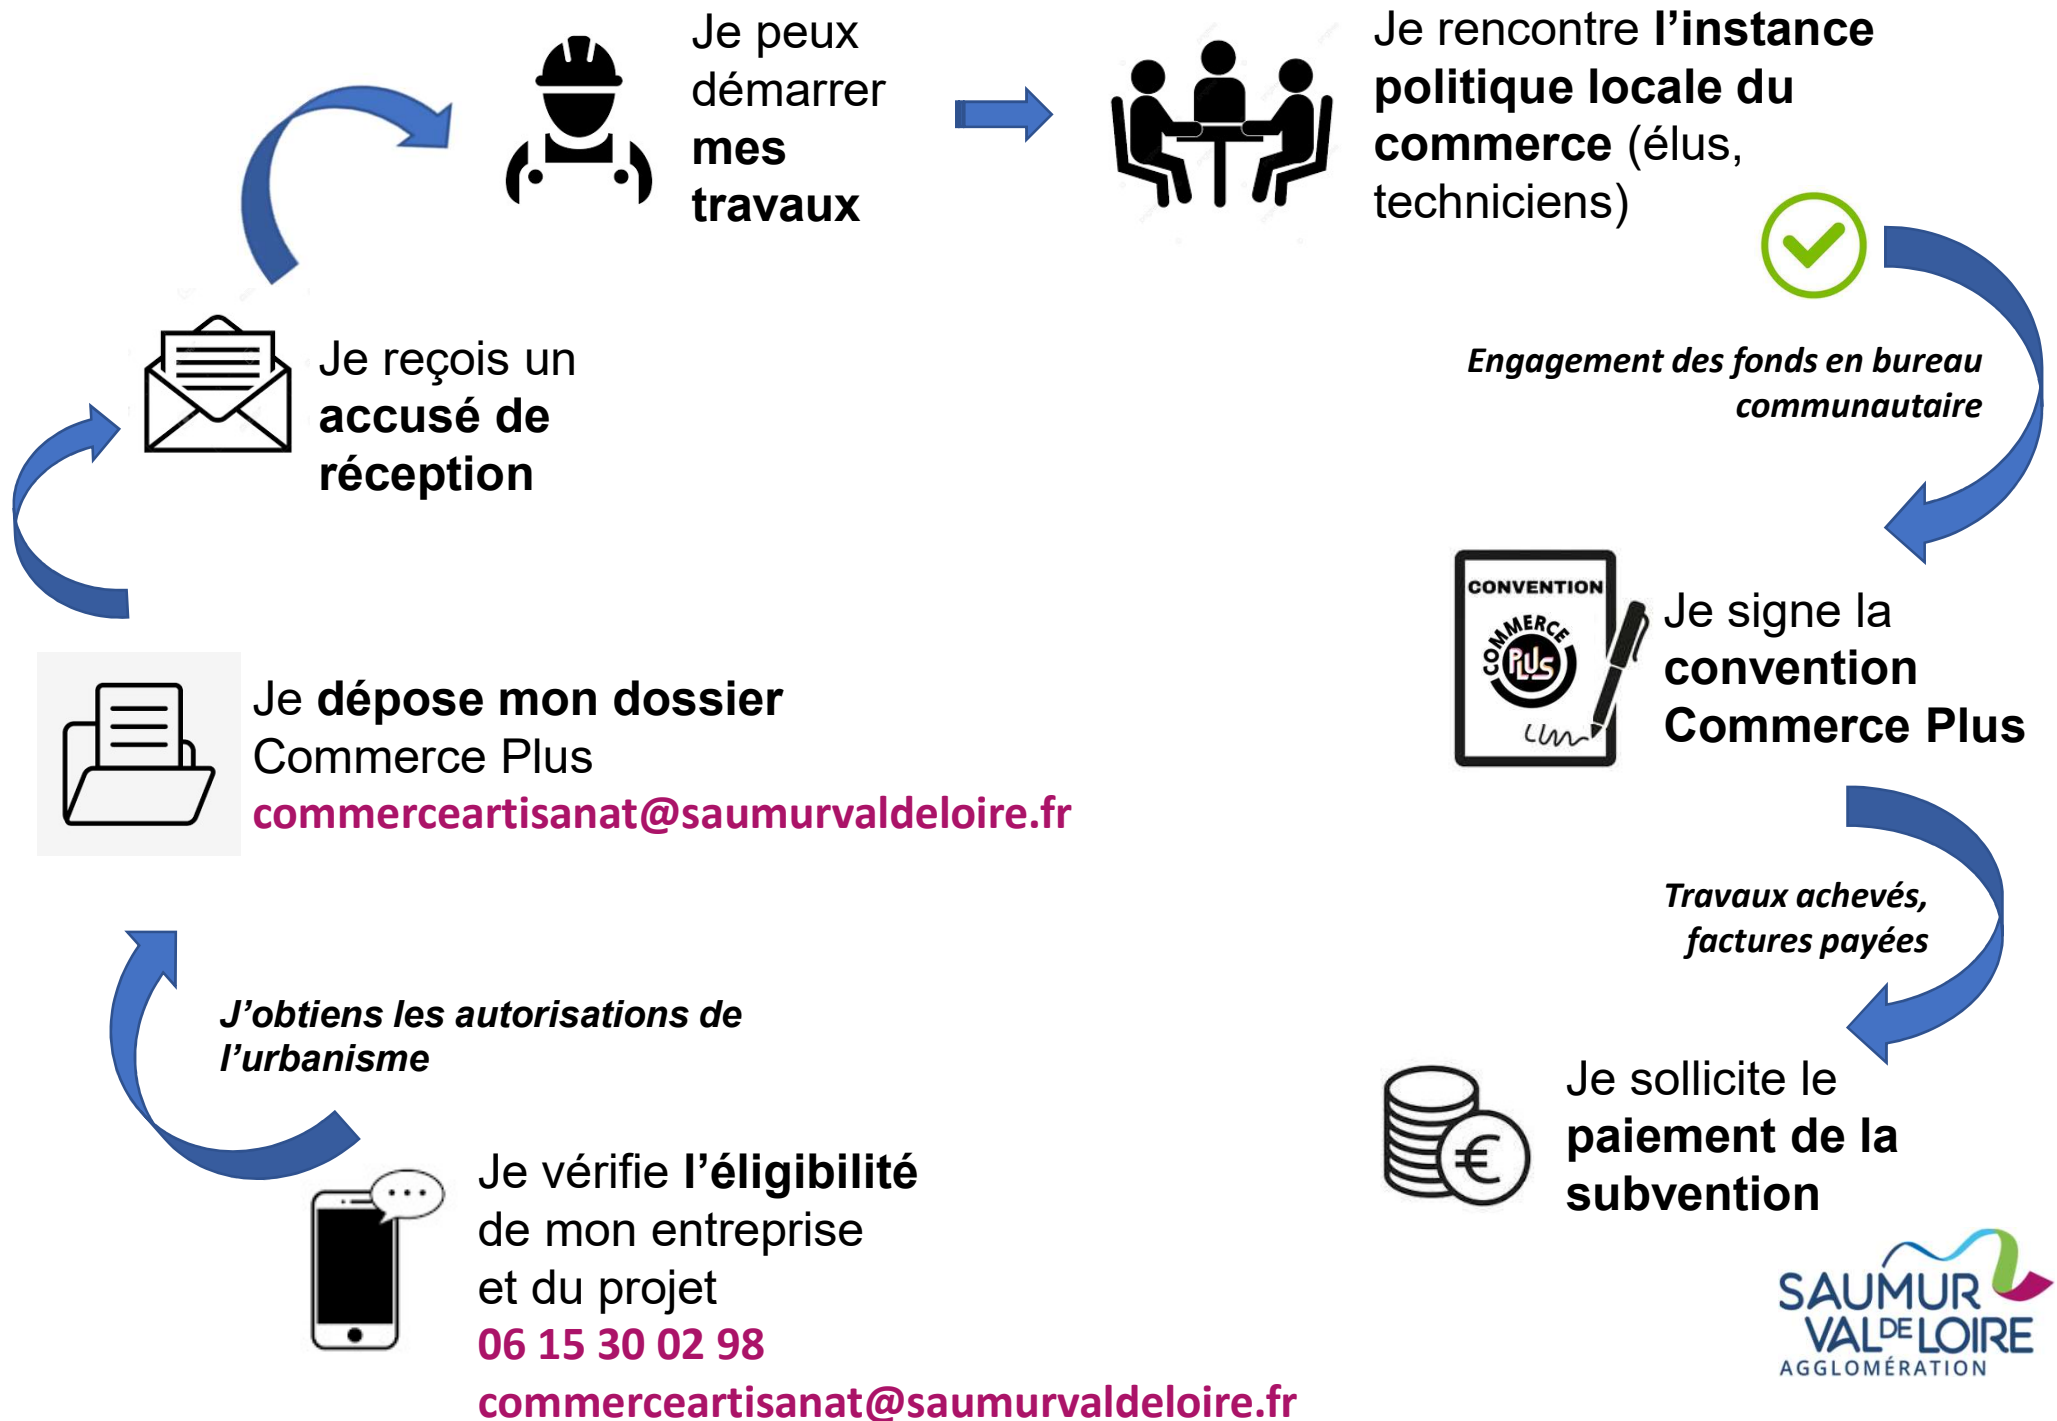 Je peux
démarrer
mes
travaux
Je rencontre l’instance
politique locale du
commerce (élus,
techniciens)
Je reçois un
accusé de
réception
Engagement des fonds en bureau
communautaire
CONVENTION
COMMERCE
PLUS
Je signe la
convention
Commerce Plus
Je dépose mon dossier
Commerce Plus
commerceartisanat@saumurvaldeloire.fr
Travaux achevés,
factures payées
J’obtiens les autorisations de
l’urbanisme
Je sollicite le
paiement de la
subvention
Je vérifie l’éligibilité
de mon entreprise
et du projet
06 15 30 02 98
commerceartisanat@saumurvaldeloire.fr
SAUMUR
VAL DE LOIRE
AGGLOMÉRATION